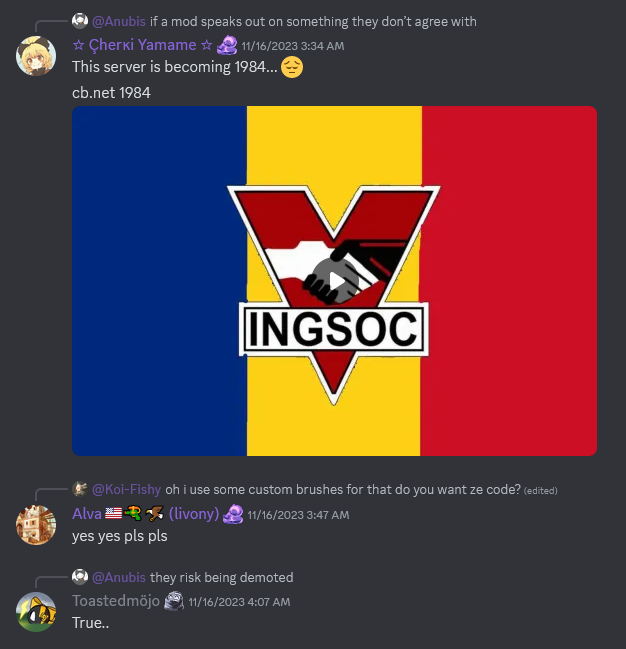 @Anubis if a mod speaks out on something they don't agree with
☆ Çherкi Yamame ☆ 11/16/2023 3:34 AM
This server is becoming 1984...
cb.net 1984
INGSOC
@Koi-Fishy oh i use some custom brushes for that do you want ze code? (edited)
Alva (livony) 11/16/2023 3:47 AM
yes yes pls pls
@Anubis they risk being demoted
Toastedmöjo 11/16/2023 4:07 AM
True..